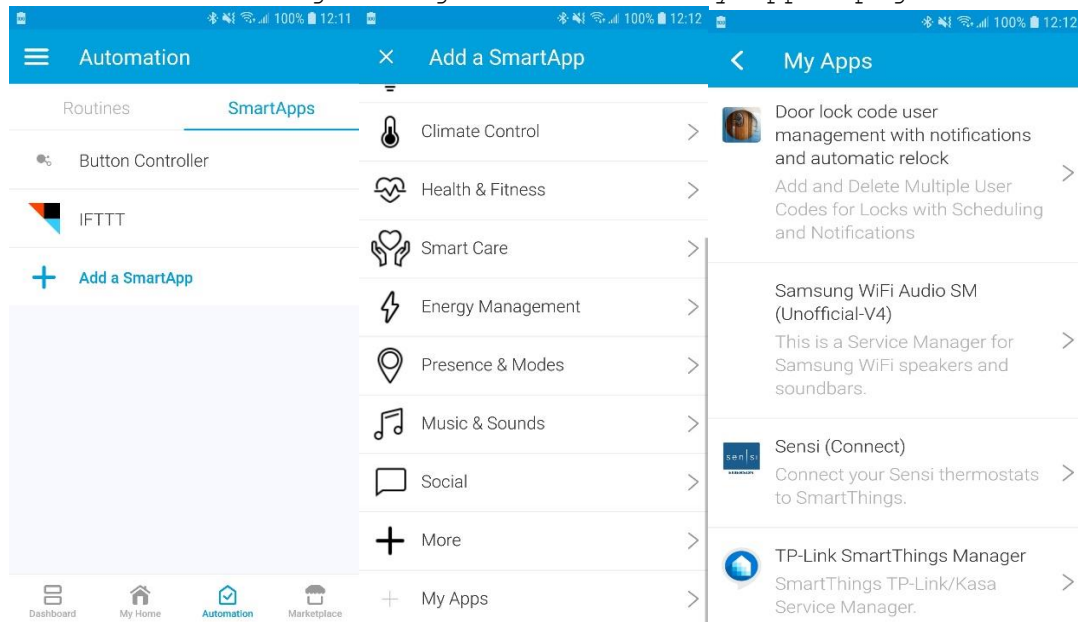 100% 12:11
Automation
Routines SmartApps
Button Controller
IFTTT
Add a SmartApp
Dashboard My Home Automation Marketplace
100% 12:12
Add a SmartApp
Climate Control
Health & Fitness
Smart Care
Energy Management
Presence & Modes
Music & Sounds
Social
More
My Apps
100% 12:12
My Apps
Door lock code user
management with notifications
and automatic relock
Add and Delete Multiple User
Codes for Locks with Scheduling
and Notifications
Samsung WiFi Audio SM
(Unofficial-V4)
This is a Service Manager for
Samsung WiFi speakers and
soundbars.
sensi
Sensi (Connect)
Connect your Sensi thermostats
to SmartThings.
TP-Link SmartThings Manager
SmartThings TP-Link/Kasa
Service Manager.